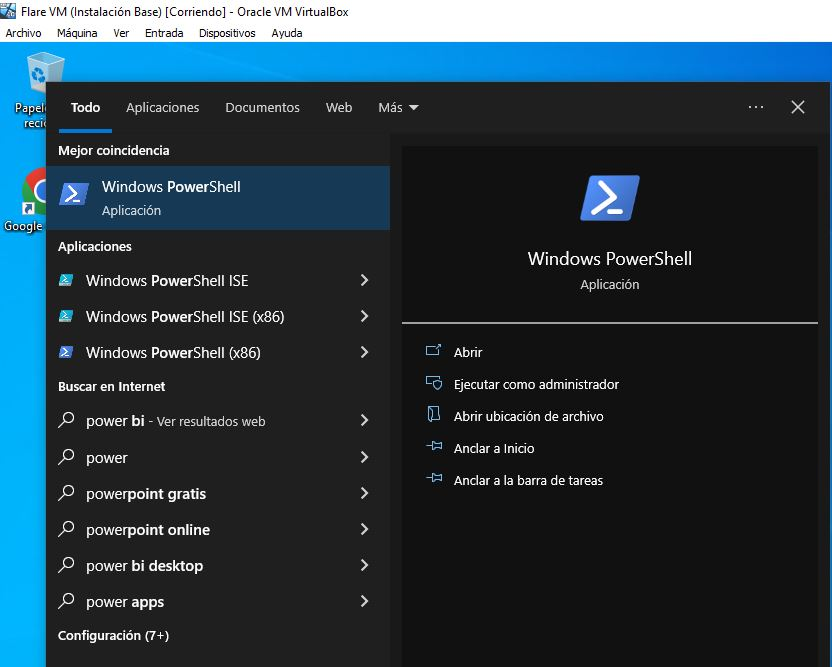 Flare VM (Instalación Base) [Corriendo] - Oracle VM VirtualBox
Archivo Máquina Ver Entrada Dispositivos Ayuda
Todo Aplicaciones Documentos Web Más
Mejor coincidencia
Windows PowerShell
Aplicación
Aplicaciones
Windows PowerShell ISE
Windows PowerShell ISE (x86)
Windows PowerShell (x86)
Buscar en Internet
power bi - Ver resultados web
power
powerpoint gratis
powerpoint online
power bi desktop
power apps
Configuración (7+)
Windows PowerShell
Aplicación
Abrir
Ejecutar como administrador
Abrir ubicación de archivo
Anclar a Inicio
Anclar a la barra de tareas
Google